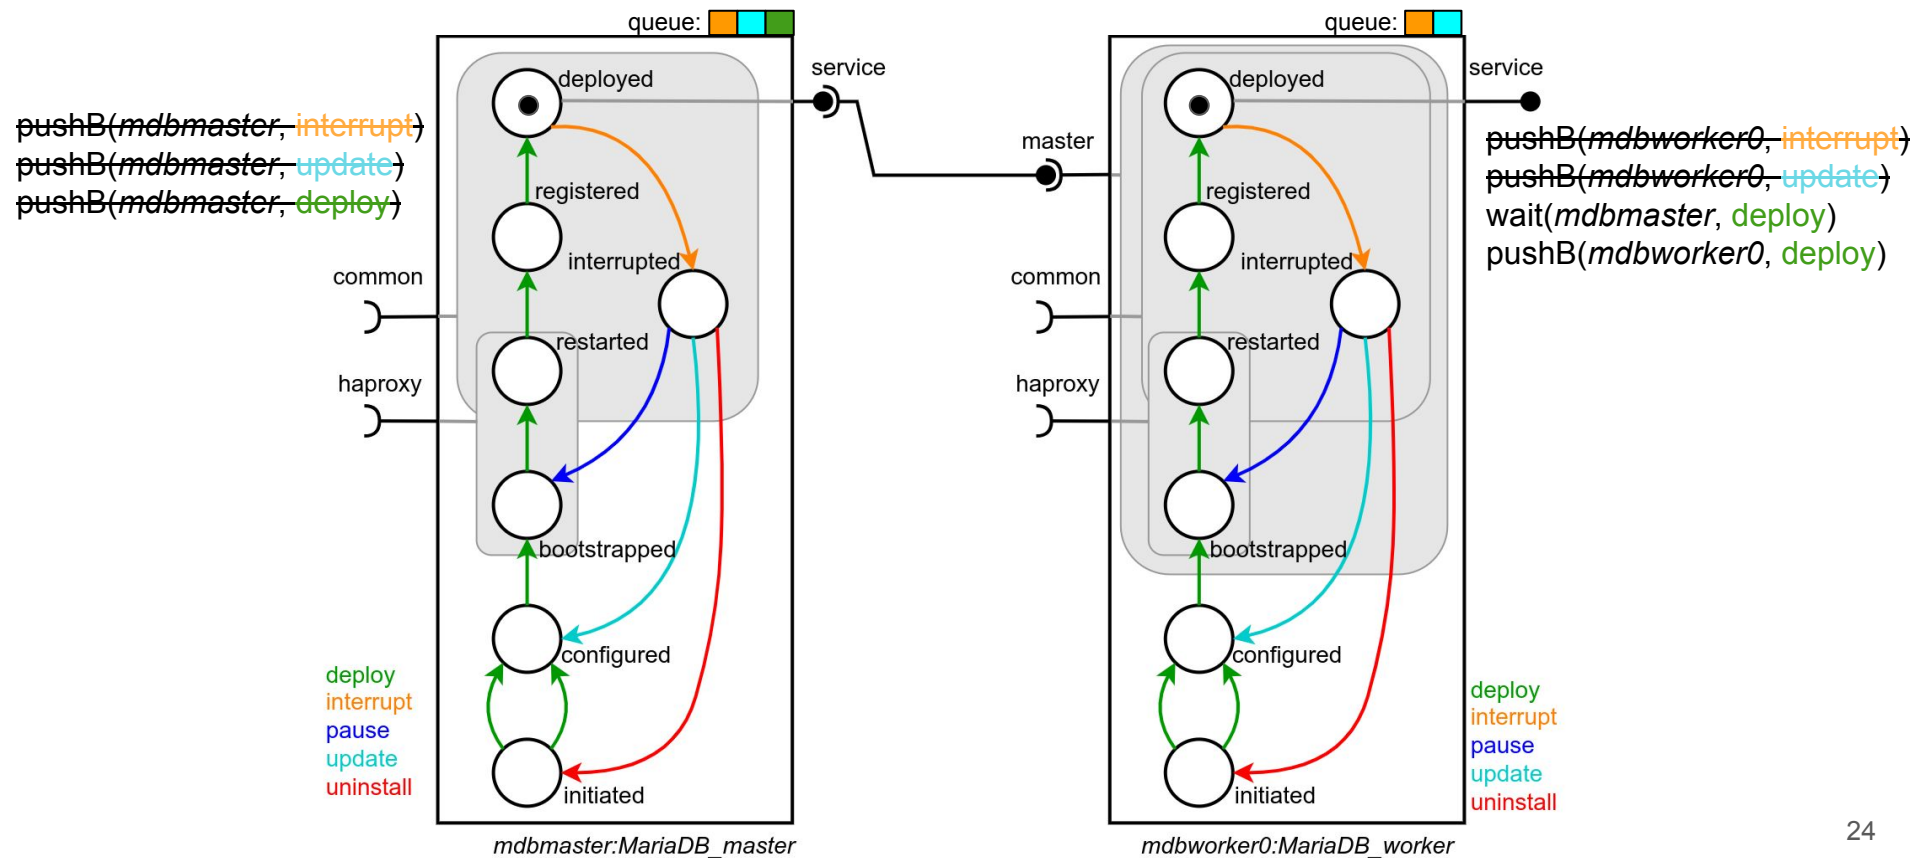 queue:
queue:
deployed
service
deployed
service
pushB(mdbmaster, interrupt)
pushB(mdbmaster, update)
pushB(mdbmaster, deploy)
master
pushB(mdbworker0, interrupt)
pushB(mdbworker0, update)
wait(mdbmaster, deploy)
pushB(mdbworker0, deploy)
registered
registered
interrupted
interrupted
common
common
restarted
restarted
haproxy
haproxy
bootstrapped
bootstrapped
configured
configured
deploy
interrupt
pause
update
uninstall
deploy
interrupt
pause
update
uninstall
initiated
initiated
mdbmaster:MariaDB_master
mdbworker0:MariaDB_worker
24